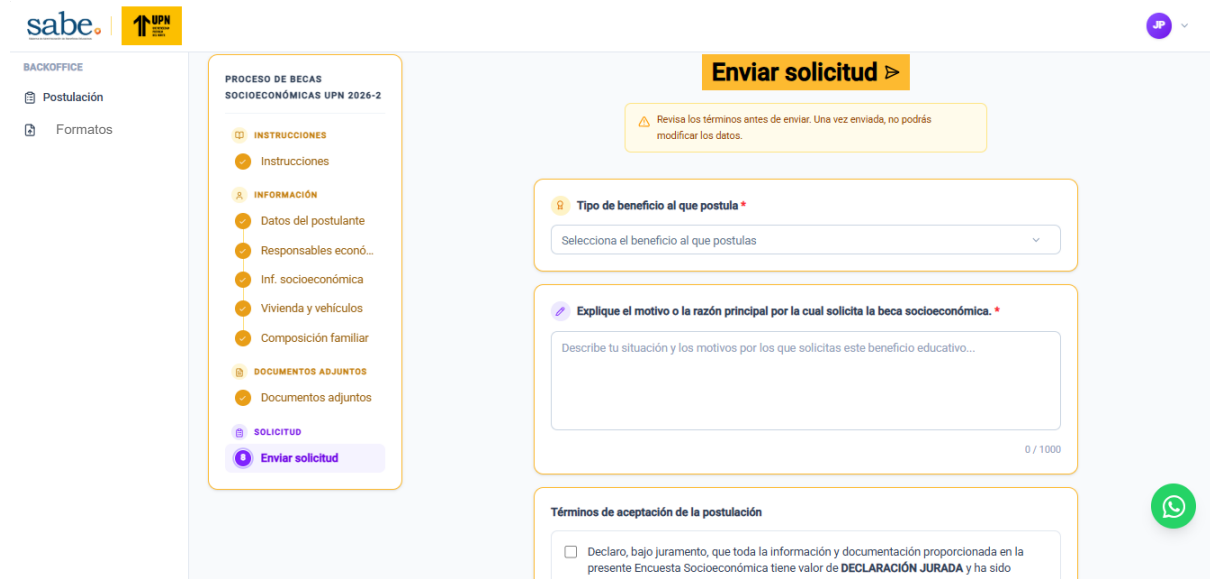 sabe.
UPN
JP
BACKOFFICE
Postulación
Formatos
PROCESO DE BECAS
SOCIOECONÓMICAS UPN 2026-2
INSTRUCCIONES
Instrucciones
INFORMACIÓN
Datos del postulante
Responsables econó...
Inf. socioeconómica
Vivienda y vehículos
Composición familiar
DOCUMENTOS ADJUNTOS
Documentos adjuntos
SOLICITUD
Enviar solicitud
Enviar solicitud
Revisa los términos antes de enviar. Una vez enviada, no podrás
modificar los datos.
Tipo de beneficio al que postula *
Selecciona el beneficio al que postulas
Explique el motivo o la razón principal por la cual solicita la beca socioeconómica. *
Describe tu situación y los motivos por los que solicitas este beneficio educativo...
0 / 1000
Términos de aceptación de la postulación
Declaro, bajo juramento, que toda la información y documentación proporcionada en la
presente Encuesta Socioeconómica tiene valor de DECLARACIÓN JURADA y ha sido